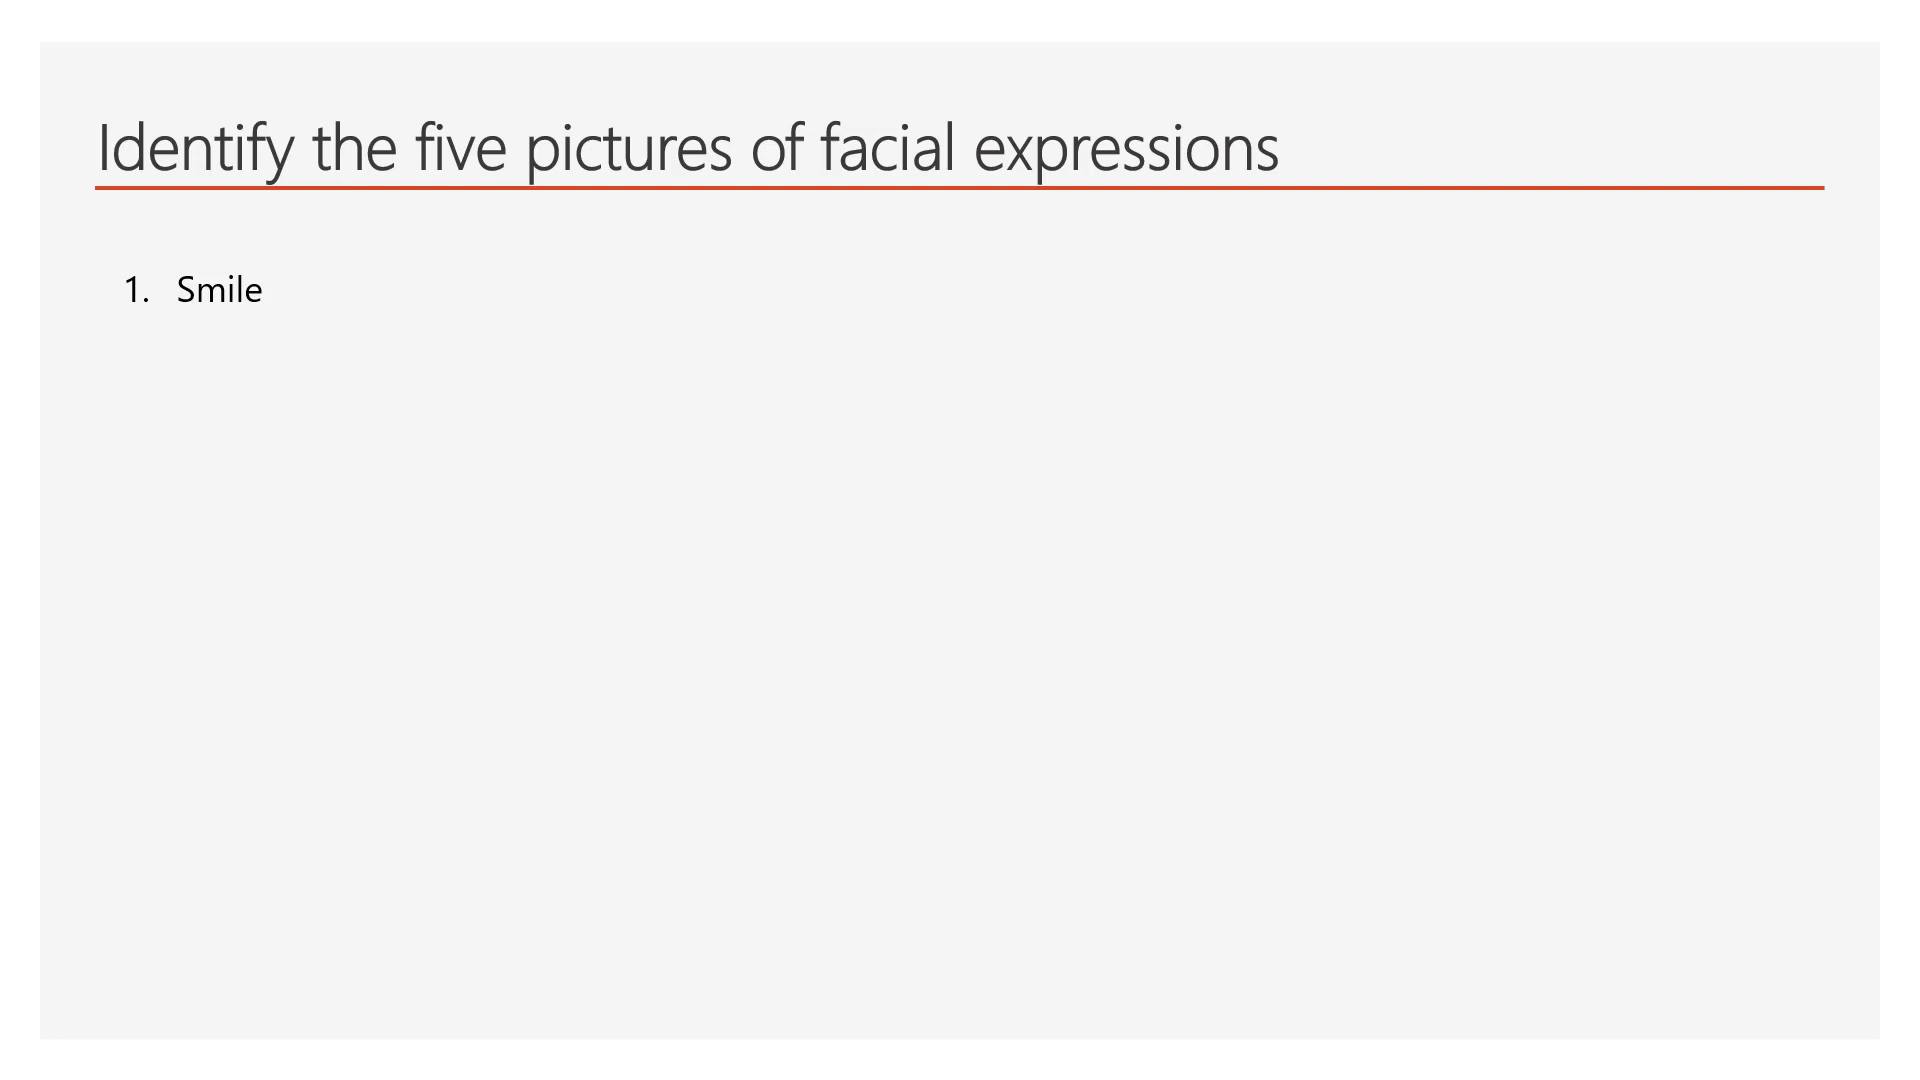 Identify the five pictures of facial expressions
1. Smile